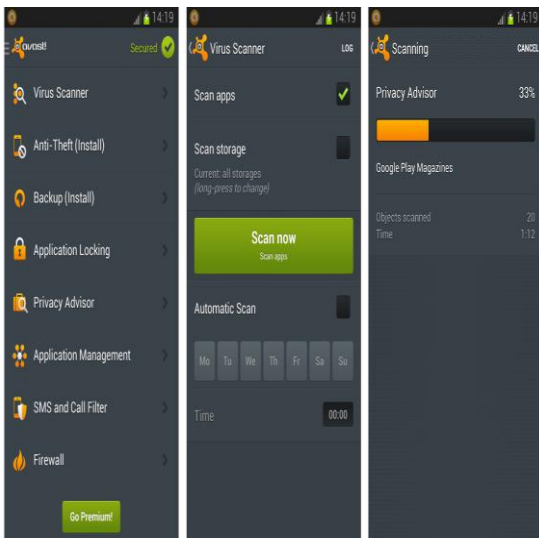 14:19
avast!
Secured
Virus Scanner
Anti-Theft (Install)
Backup (Install)
Application Locking
Privacy Advisor
Application Management
SMS and Call Filter
Firewall
Go Premium!
14:19
Virus Scanner
LOG
Scan apps
Scan storage
Current: all storages
(long-press to change)
Scan now
Scan apps
Automatic Scan
Mo Tu We Th Fr Sa Su
Time 00:00
14:19
Scanning
CANCEL
Privacy Advisor 33%
Google Play Magazines
Objects scanned 20
Time 1:12